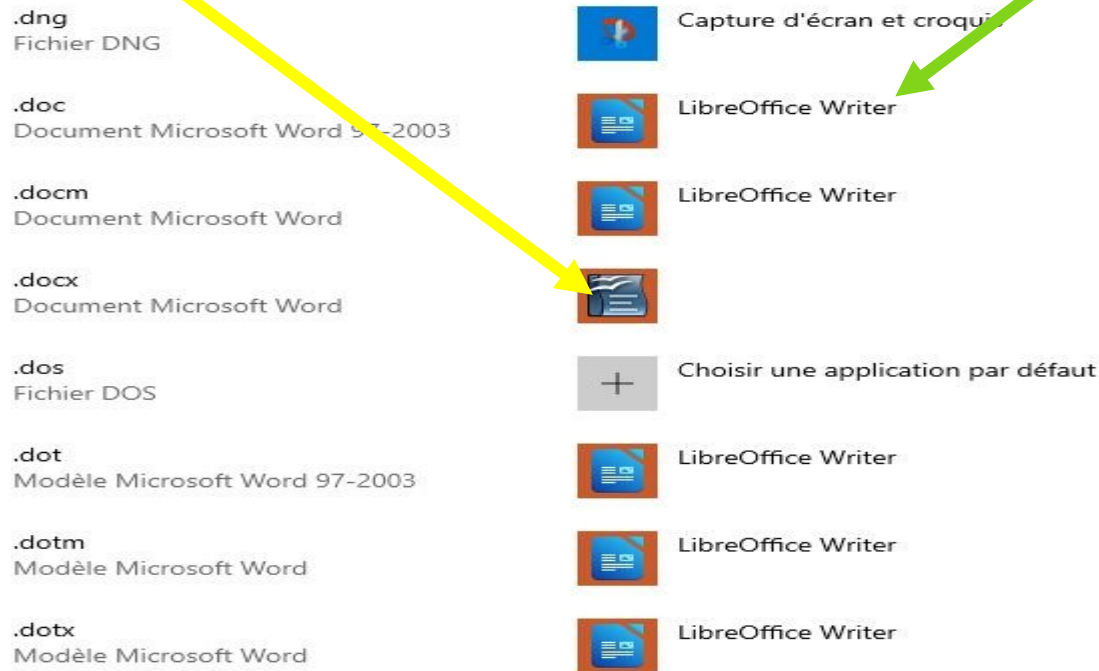 .dng
Fichier DNG
Capture d'écran et croquis
.doc
Document Microsoft Word 97-2003
LibreOffice Writer
.docm
Document Microsoft Word
LibreOffice Writer
.docx
Document Microsoft Word
.dos
Fichier DOS
Choisir une application par défaut
.dot
Modèle Microsoft Word 97-2003
LibreOffice Writer
.dotm
Modèle Microsoft Word
LibreOffice Writer
.dotx
Modèle Microsoft Word
LibreOffice Writer